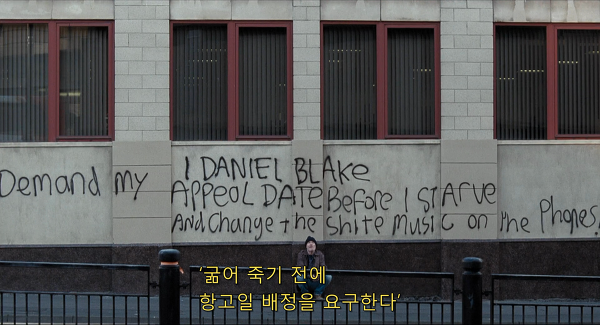 I DANIEL BLAKE
Demand my APPEOL DATE Before I STARVE
And Change the Shite Music on the Phones.
‘굶어 죽기 전에
항고일 배정을 요구한다’